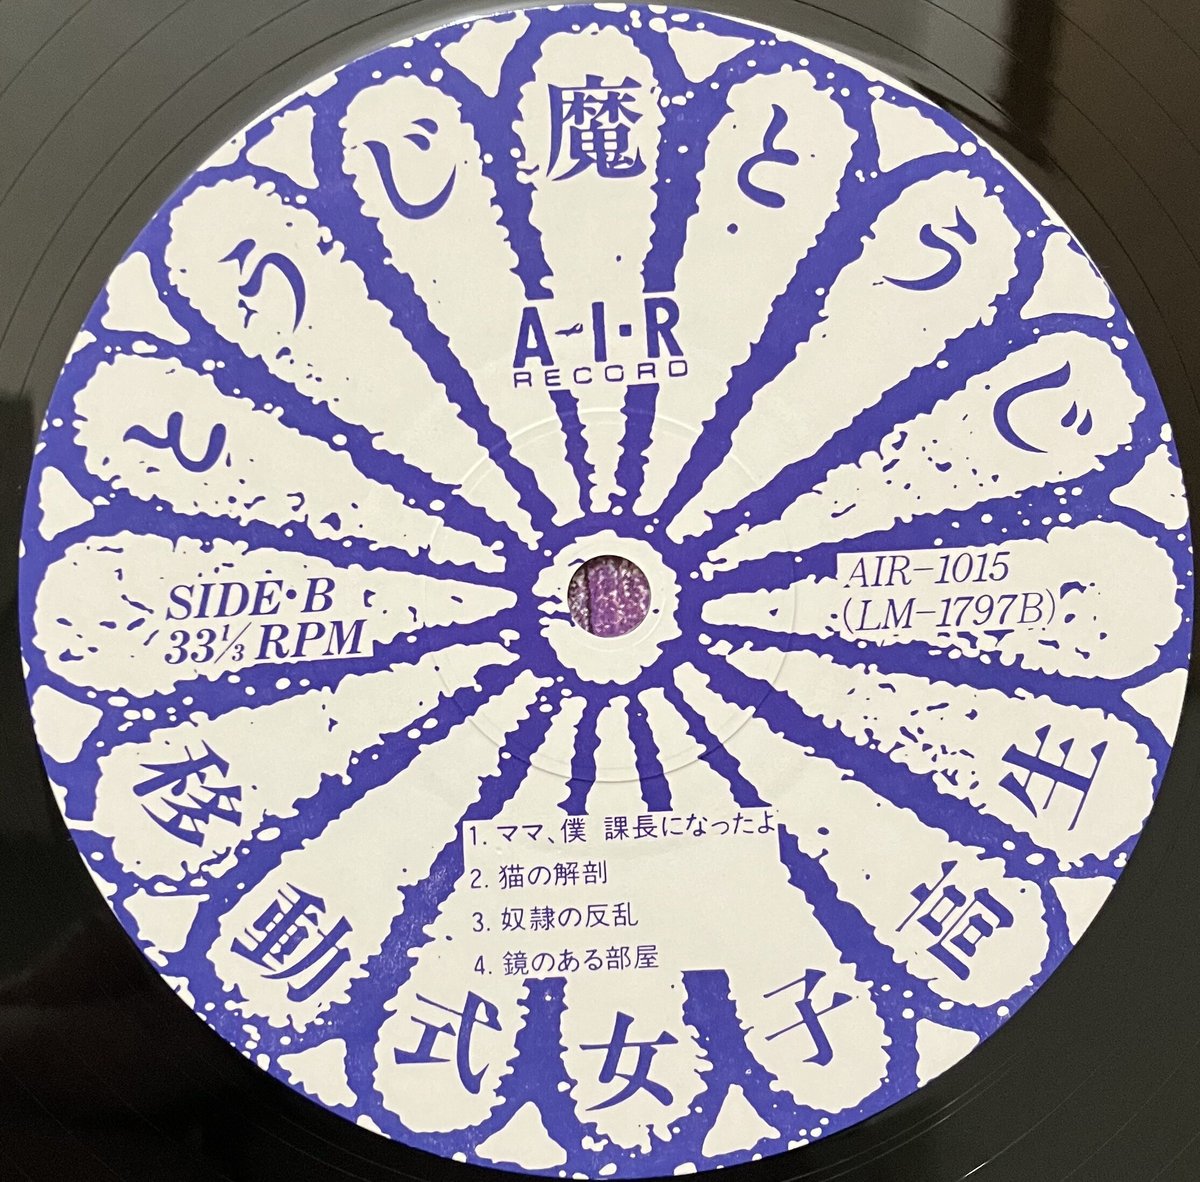 とらじ魔とらじ
A-I・R
RECORD
SIDE・B
33⅓ RPM
AIR-1015
(LM-1797B)
1. ママ、僕 課長になったよ
2. 猫の解剖
3. 奴隷の反乱
4. 鏡のある部屋
移動式女子高生